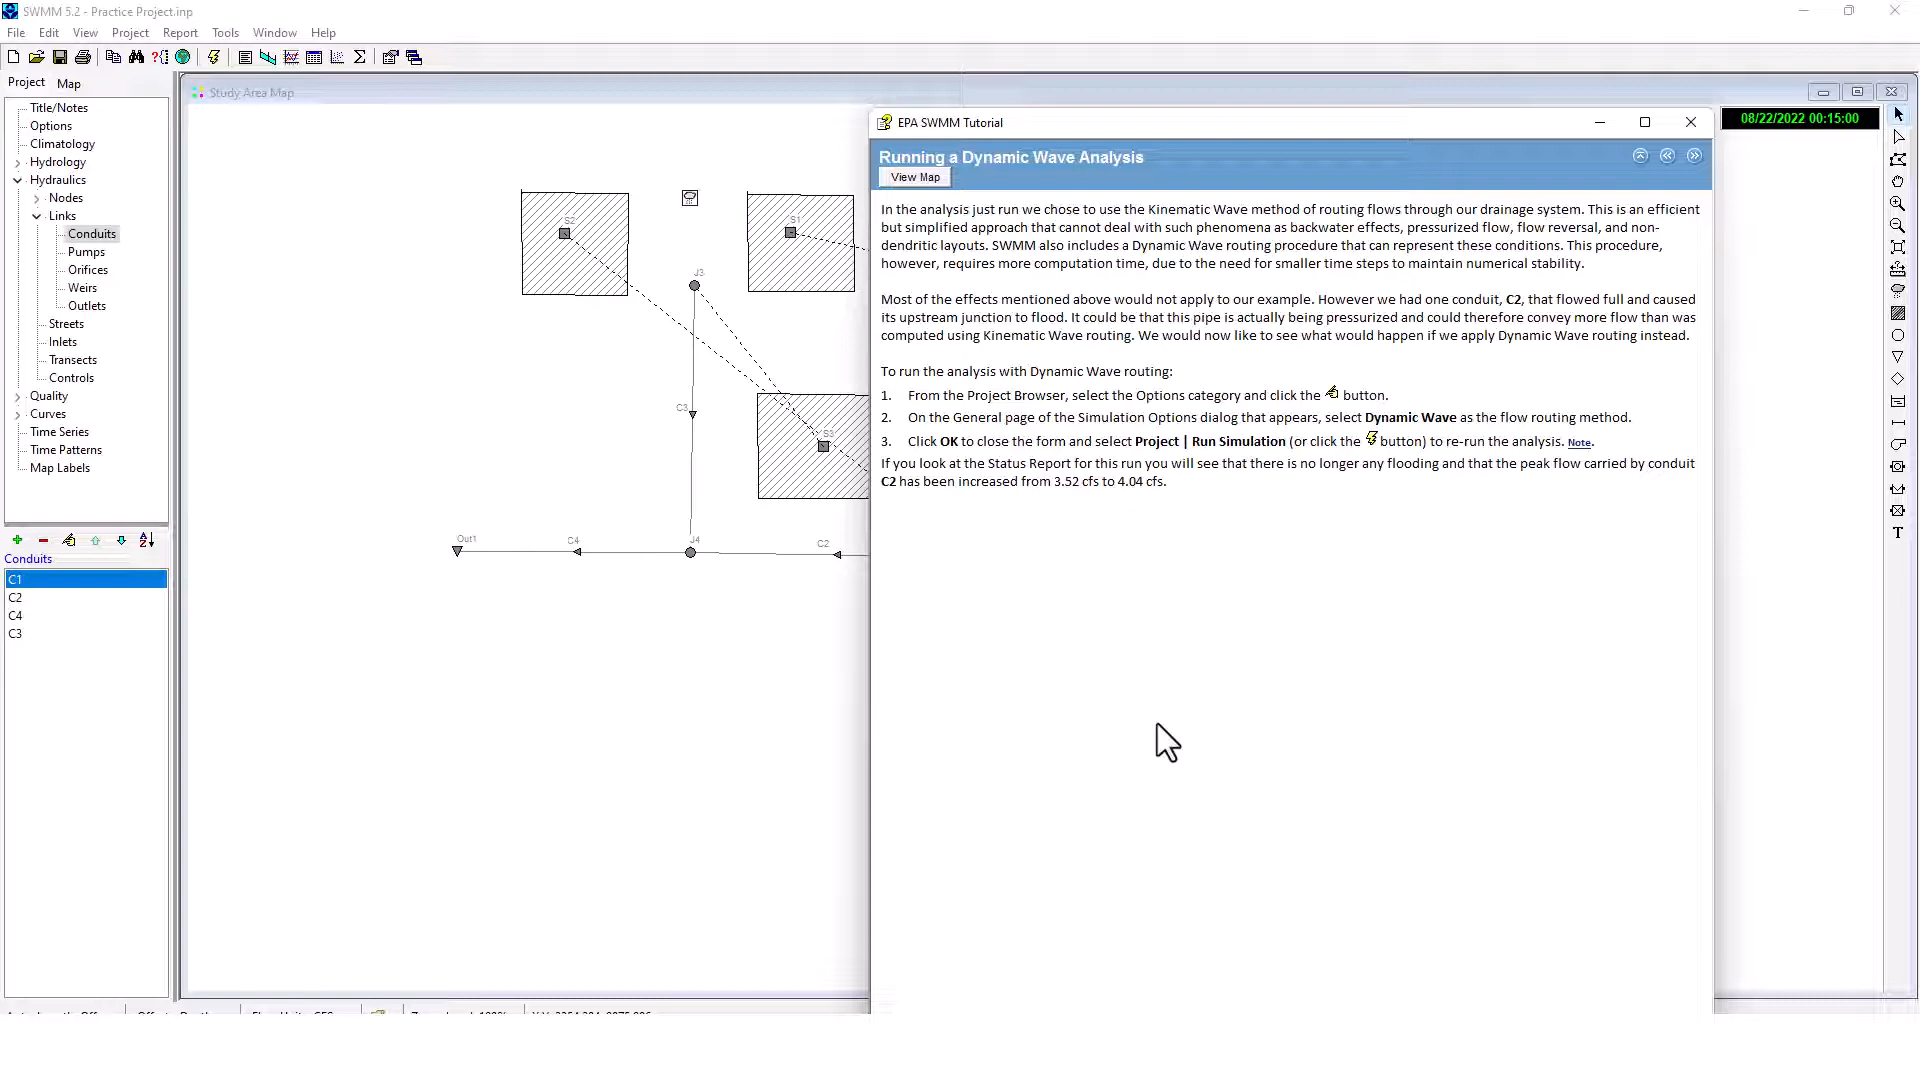 SWMM 5.2 - Practice Project.inp
File Edit View Project Report Tools Window Help
Project Map
Study Area Map
Title/Notes
Options
Climatology
Hydrology
Hydraulics
Nodes
Links
Conduits
Pumps
Orifices
Weirs
Outlets
Streets
Inlets
Transects
Controls
Quality
Curves
Time Series
Time Patterns
Map Labels
Conduits
C1
C2
C4
C3
S2
S1
J3
C3
S3
Out1
C4
J4
C2
EPA SWMM Tutorial
Running a Dynamic Wave Analysis
View Map
In the analysis just run we chose to use the Kinematic Wave method of routing flows through our drainage system. This is an efficient
but simplified approach that cannot deal with such phenomena as backwater effects, pressurized flow, flow reversal, and non-
dendritic layouts. SWMM also includes a Dynamic Wave routing procedure that can represent these conditions. This procedure,
however, requires more computation time, due to the need for smaller time steps to maintain numerical stability.
Most of the effects mentioned above would not apply to our example. However we had one conduit, C2, that flowed full and caused
its upstream junction to flood. It could be that this pipe is actually being pressurized and could therefore convey more flow than was
computed using Kinematic Wave routing. We would now like to see what would happen if we apply Dynamic Wave routing instead.
To run the analysis with Dynamic Wave routing:
1. From the Project Browser, select the Options category and click the button.
2. On the General page of the Simulation Options dialog that appears, select Dynamic Wave as the flow routing method.
3. Click OK to close the form and select Project | Run Simulation (or click the button) to re-run the analysis. Note.
If you look at the Status Report for this run you will see that there is no longer any flooding and that the peak flow carried by conduit
C2 has been increased from 3.52 cfs to 4.04 cfs.
08/22/2022 00:15:00
T